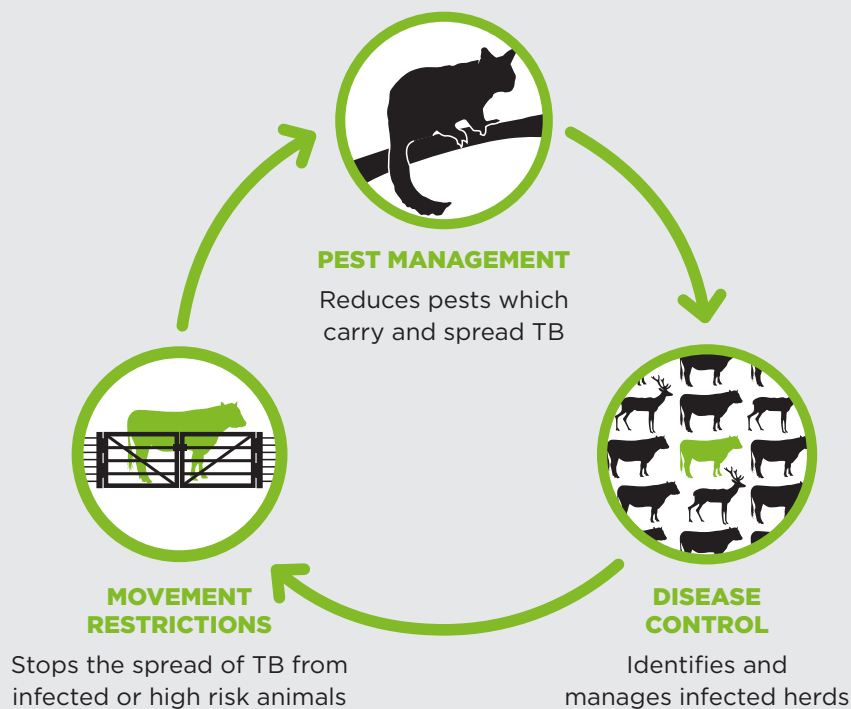 PEST MANAGEMENT
Reduces pests which
carry and spread TB
MOVEMENT
RESTRICTIONS
Stops the spread of TB from
infected or high risk animals
DISEASE
CONTROL
Identifies and
manages infected herds